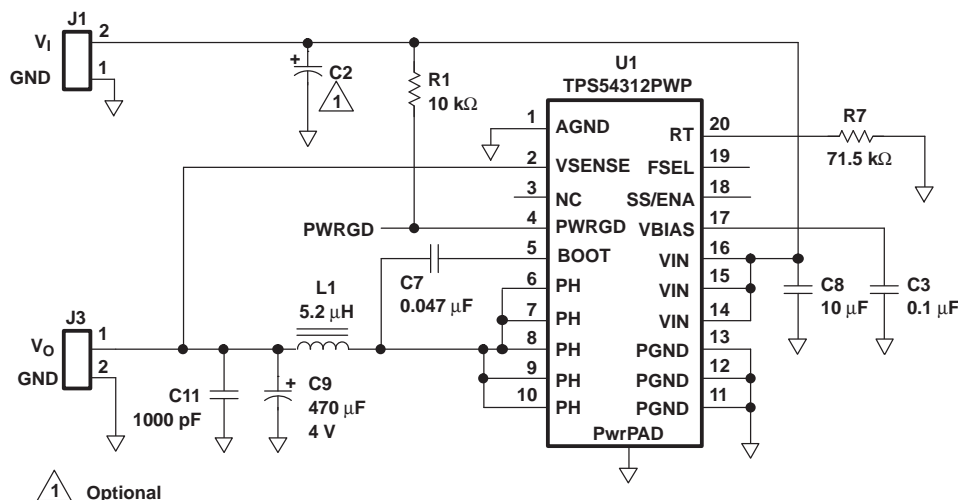 J1
V_I
2
GND
1
C2
+
1
R1
10 kΩ
U1
TPS54312PWP
1
AGND
RT
20
R7
71.5 kΩ
2
VSENSE
FSEL
19
3
NC
SS/ENA
18
PWRGD
4
PWRGD
VBIAS
17
5
BOOT
VIN
16
C7
0.047 μF
6
PH
VIN
15
C8
10 μF
C3
0.1 μF
L1
5.2 μH
7
PH
VIN
14
J3
V_O
1
8
PH
PGND
13
GND
2
9
PH
PGND
12
C11
1000 pF
+
C9
470 μF
4 V
10
PH
PGND
11
PwrPAD
1 Optional